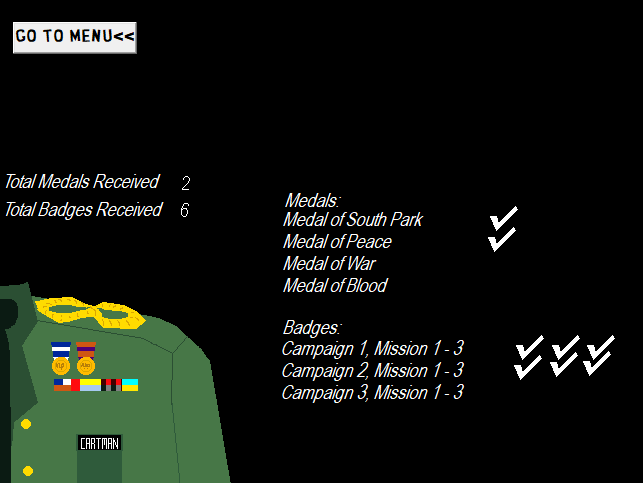 GO TO MENU<<
Total Medals Received 2
Total Badges Received 6
Medals:
Medal of South Park
Medal of Peace
Medal of War
Medal of Blood
Badges:
Campaign 1, Mission 1 - 3
Campaign 2, Mission 1 - 3
Campaign 3, Mission 1 - 3
CARTMAN